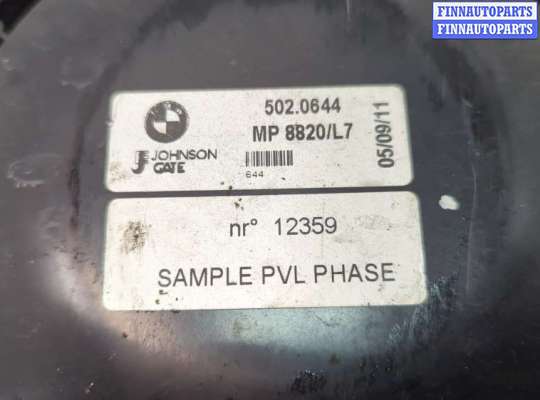 FINNAUTOPARTS
FINNAUTOPARTS
502.0644
MP 8820/L7
05/09/11
JOHNSON
GATE
644
nr° 12359
SAMPLE PVL PHASE